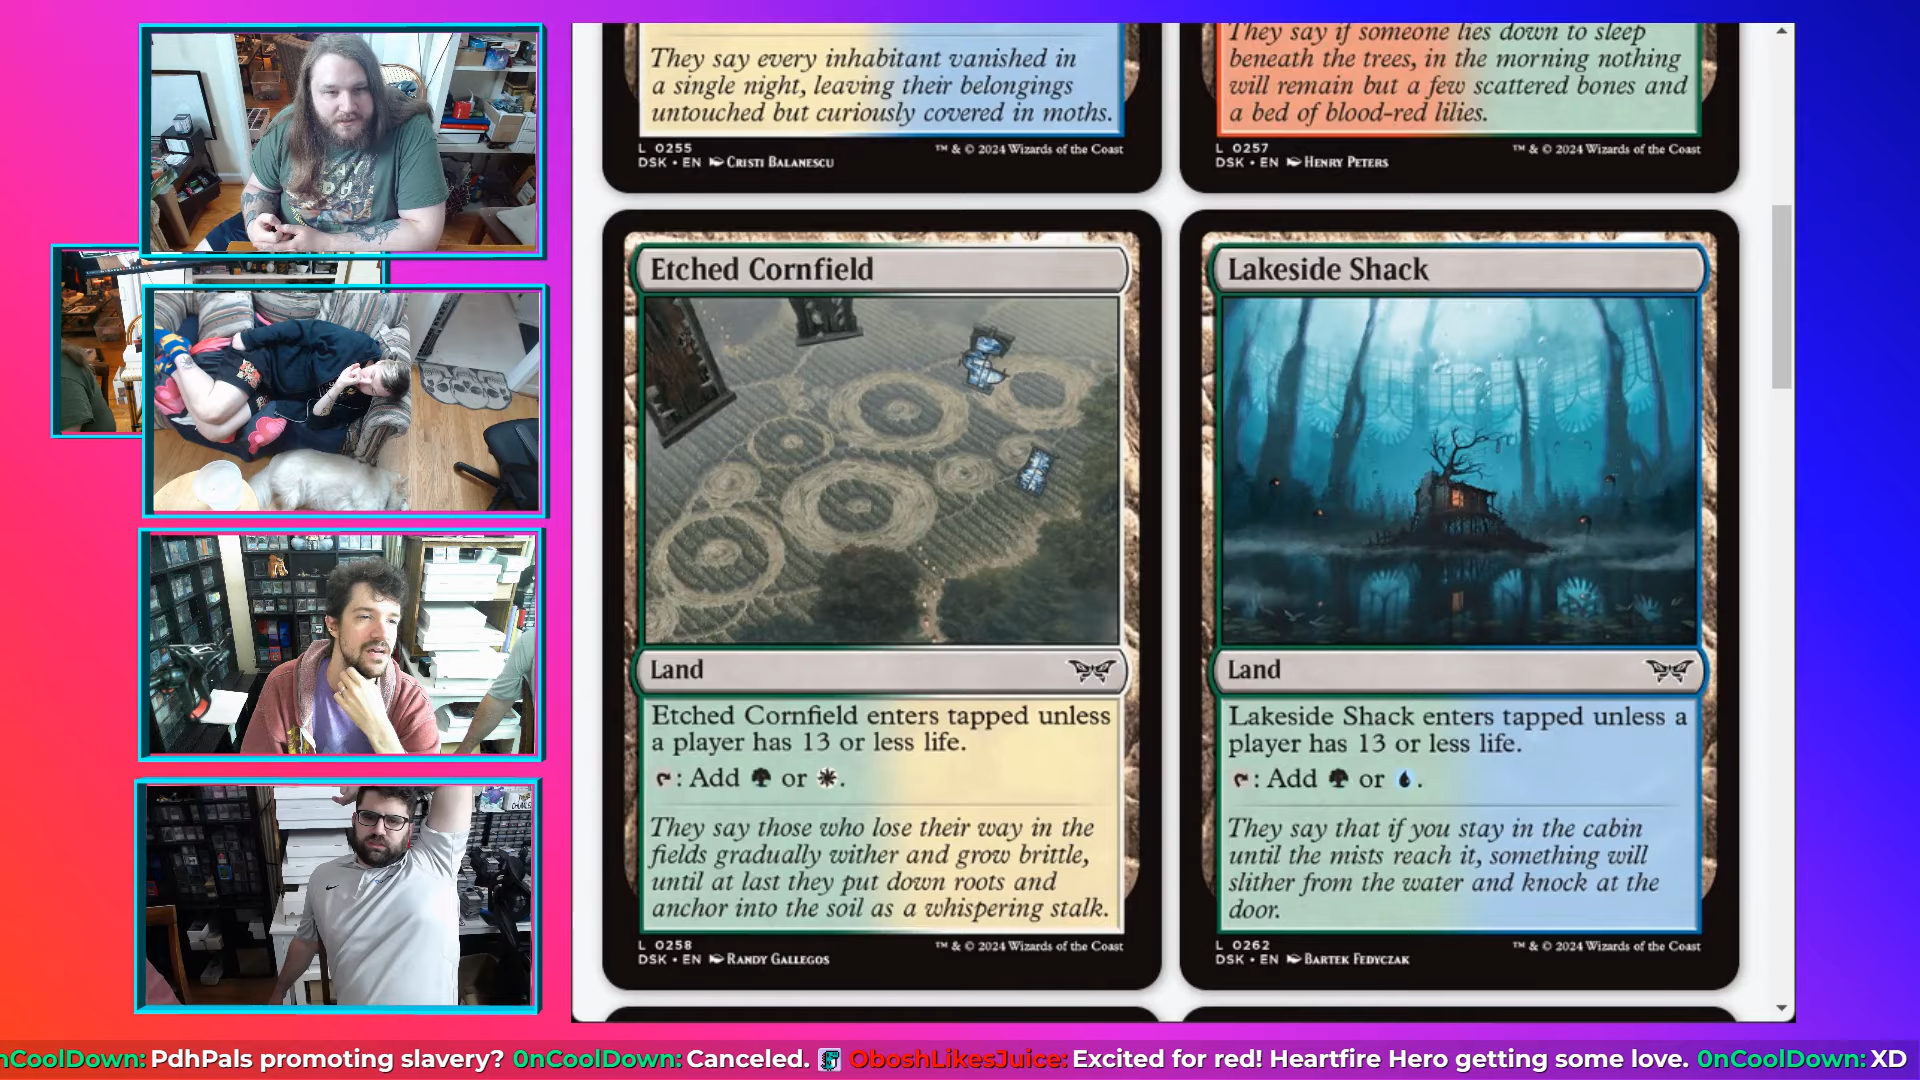 They say every inhabitant vanished in
a single night, leaving their belongings
untouched but curiously covered in moths.
L 0255
DSK • EN CRISTI BALANESCU
™ & © 2024 Wizards of the Coast
They say if someone lies down to sleep
beneath the trees, in the morning nothing
will remain but a few scattered bones and
a bed of blood-red lilies.
L 0257
DSK • EN HENRY PETERS
™ & © 2024 Wizards of the Coast
Etched Cornfield
Land
Etched Cornfield enters tapped unless
a player has 13 or less life.
: Add or .
They say those who lose their way in the
fields gradually wither and grow brittle,
until at last they put down roots and
anchor into the soil as a whispering stalk.
L 0258
DSK • EN RANDY GALLEGOS
™ & © 2024 Wizards of the Coast
Lakeside Shack
Land
Lakeside Shack enters tapped unless a
player has 13 or less life.
: Add or .
They say that if you stay in the cabin
until the mists reach it, something will
slither from the water and knock at the
door.
L 0262
DSK • EN BARTEK FEDYCZAK
™ & © 2024 Wizards of the Coast
nCoolDown: PdhPals promoting slavery? 0nCoolDown: Canceled. OboshLikesJuice: Excited for red! Heartfire Hero getting some love. 0nCoolDown: XD